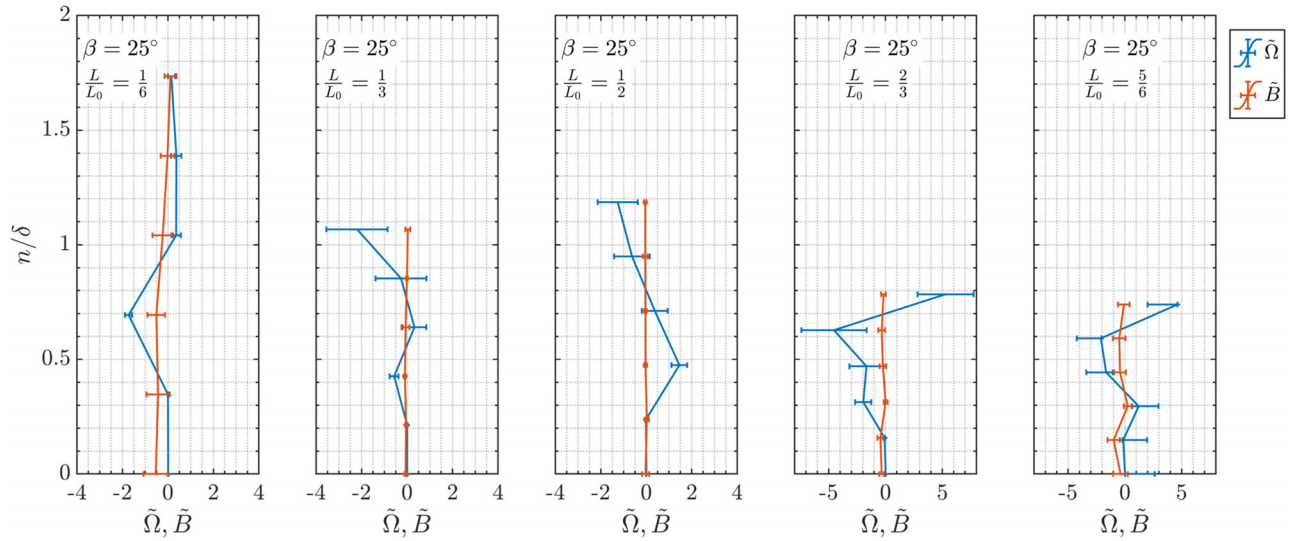 β = 25°
L/L₀ = 1/6
β = 25°
L/L₀ = 1/3
β = 25°
L/L₀ = 1/2
β = 25°
L/L₀ = 2/3
β = 25°
L/L₀ = 5/6
Ω̃
B̃
2
1.5
1
0.5
0
n/δ
-4 -2 0 2 4
-4 -2 0 2 4
-4 -2 0 2 4
-5 0 5
-5 0 5
Ω̃, B̃
Ω̃, B̃
Ω̃, B̃
Ω̃, B̃
Ω̃, B̃